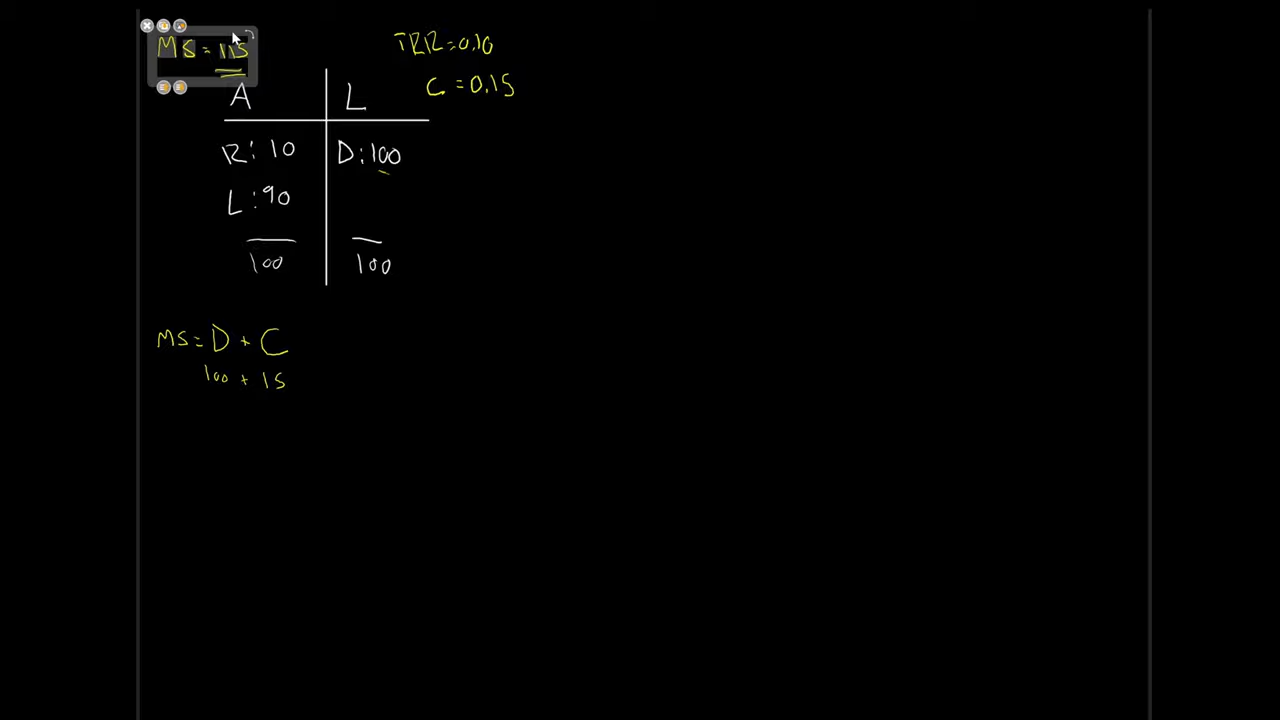 MS = 115
TRR = 0.10
C = 0.15
A L
R: 10 D: 100
L: 90
100 100
MS = D + C
100 + 15